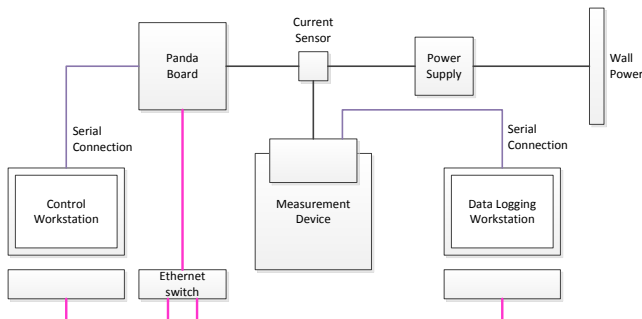 Current
Sensor
Panda
Board
Power
Supply
Wall
Power
Serial
Connection
Serial
Connection
Control
Workstation
Measurement
Device
Data Logging
Workstation
Ethernet
switch